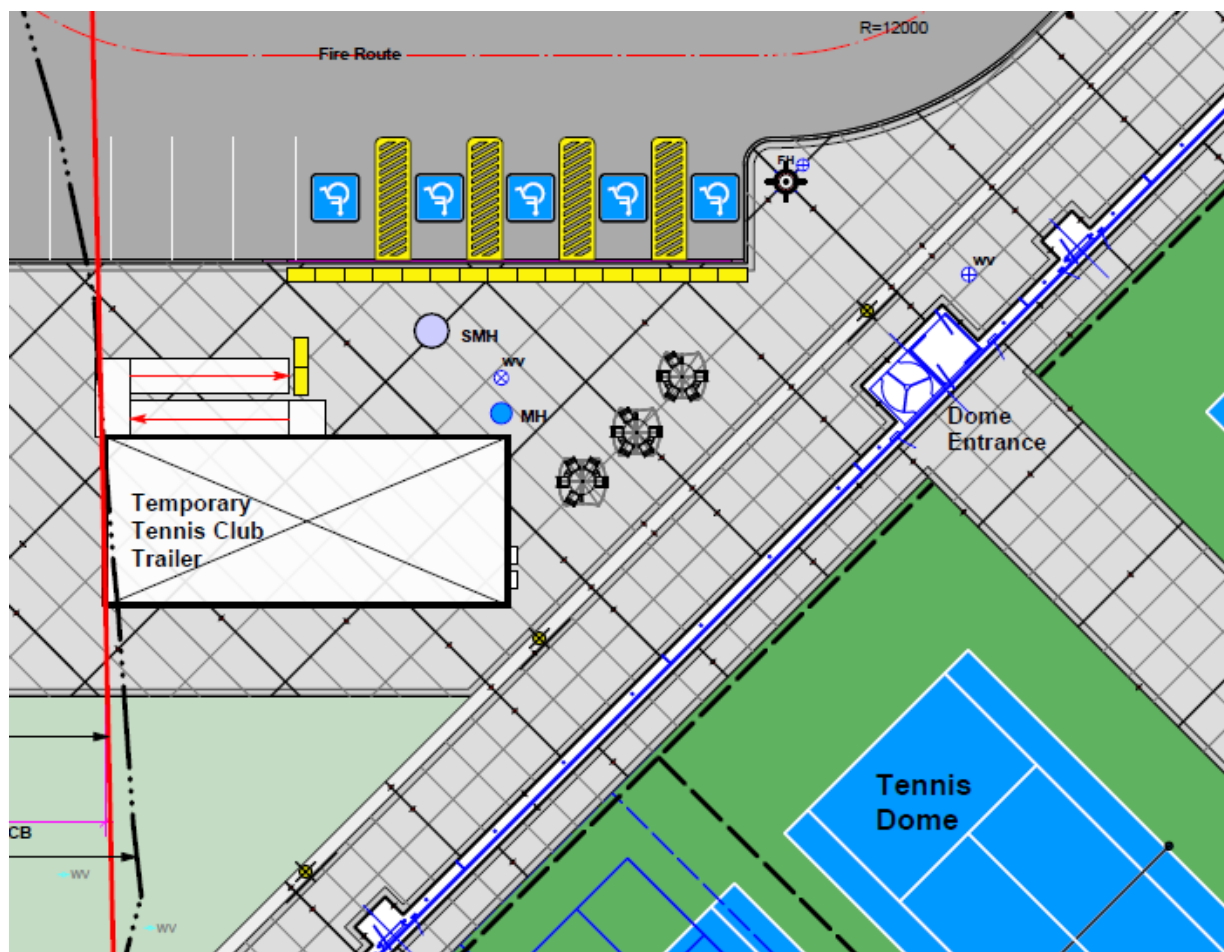 R=12000
Fire Route
FH
WV
SMH
WV
MH
Dome
Entrance
Temporary
Tennis Club
Trailer
Tennis
Dome
CB
WV
WV